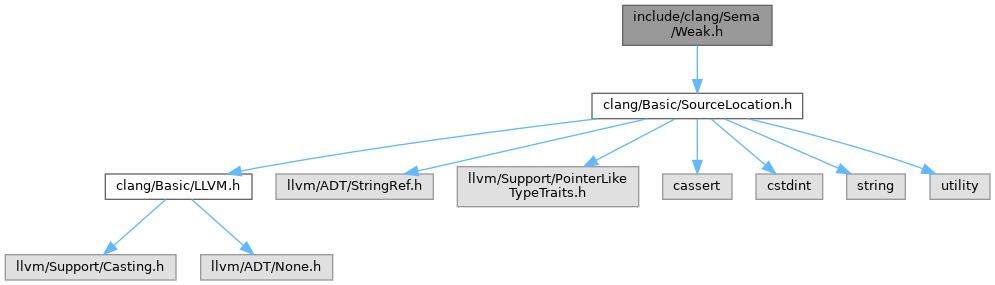 include/clang/Sema
/Weak.h
clang/Basic/SourceLocation.h
clang/Basic/LLVM.h
llvm/ADT/StringRef.h
llvm/Support/PointerLike
TypeTraits.h
cassert
cstdint
string
utility
llvm/Support/Casting.h
llvm/ADT/None.h